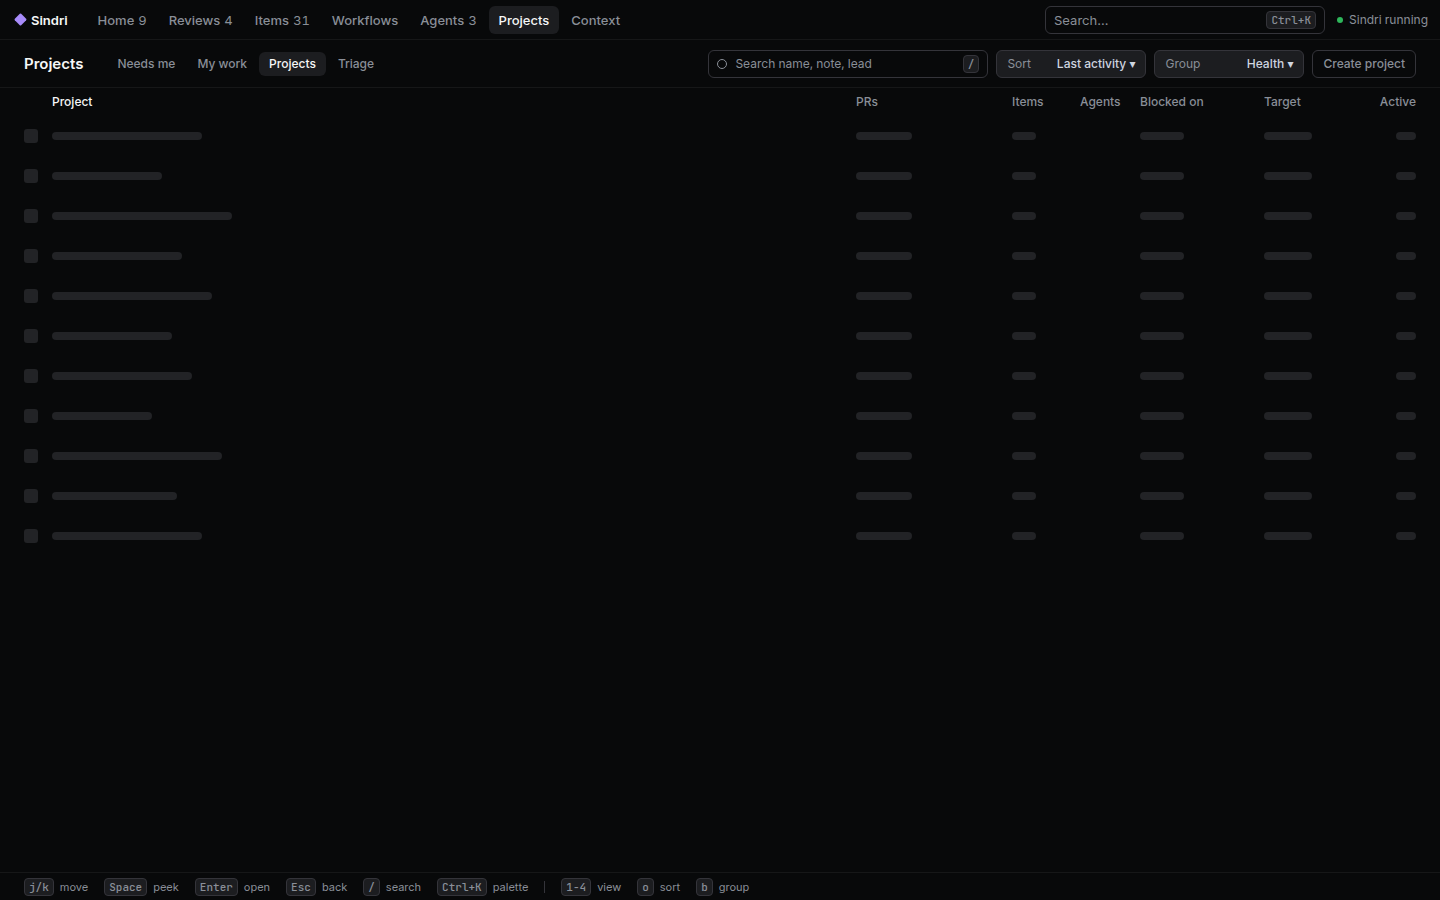 Sindri Home 9 Reviews 4 Items 31 Workflows Agents 3 Projects Context Search... Ctrl+K Sindri running
Projects Needs me My work Projects Triage Search name, note, lead / Sort Last activity ▾ Group Health ▾ Create project
Project PRs Items Agents Blocked on Target Active
j/k move Space peek Enter open Esc back / search Ctrl+K palette 1-4 view o sort b group